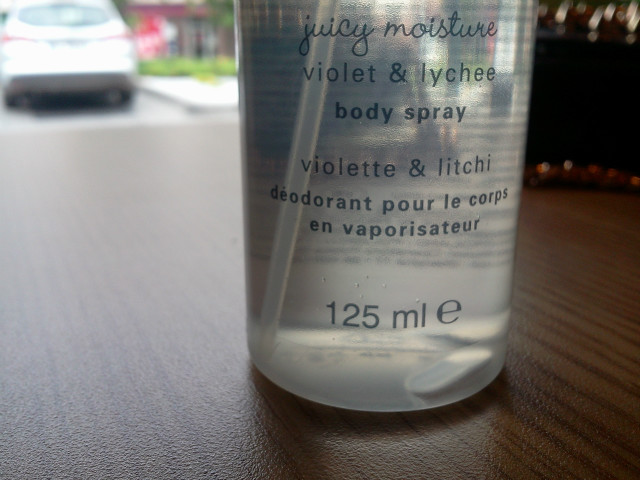 juicy moisture
violet & lychee
body spray
violette & litchi
déodorant pour le corps
en vaporisateur
125 ml ℮